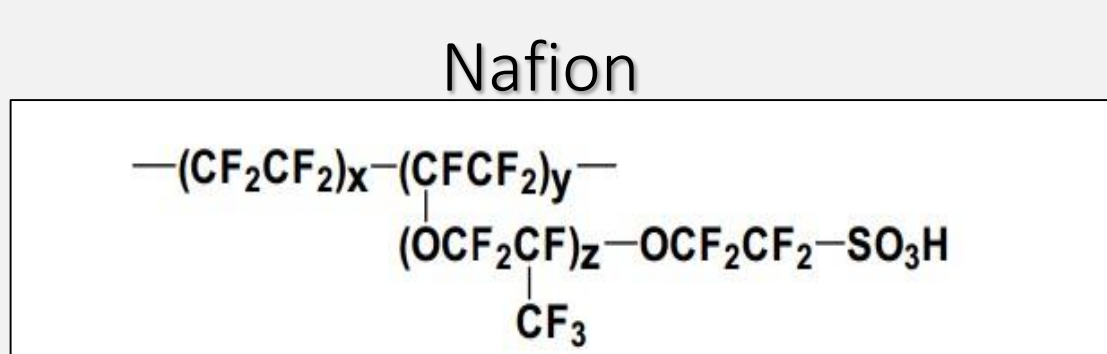 Nafion
—(CF₂CF₂)x—(CFCF₂)y—
(OCF₂CF)z—OCF₂CF₂—SO₃H
CF₃